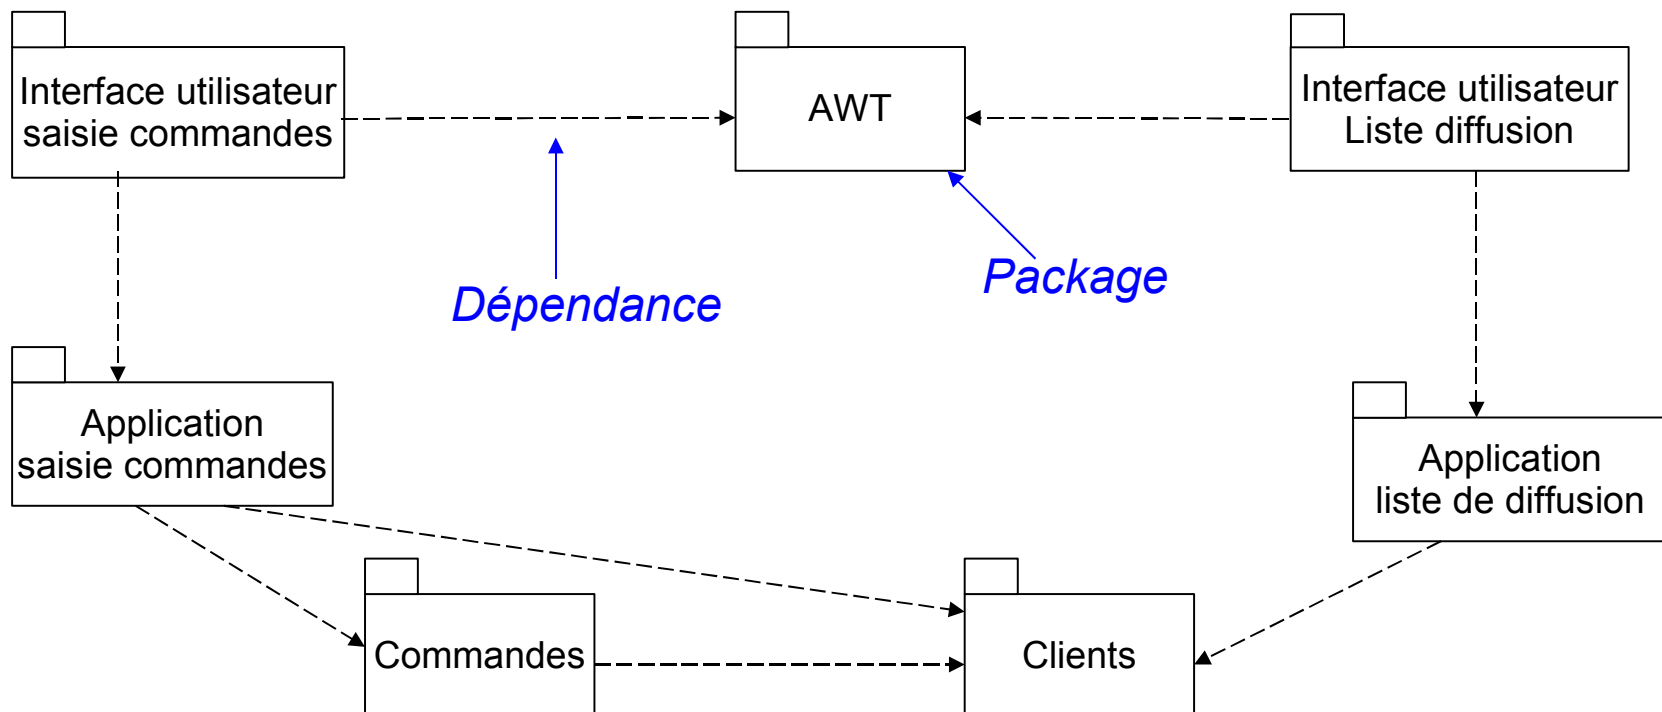 Interface utilisateur
saisie commandes
AWT
Interface utilisateur
Liste diffusion
Dépendance
Package
Application
saisie commandes
Application
liste de diffusion
Commandes
Clients